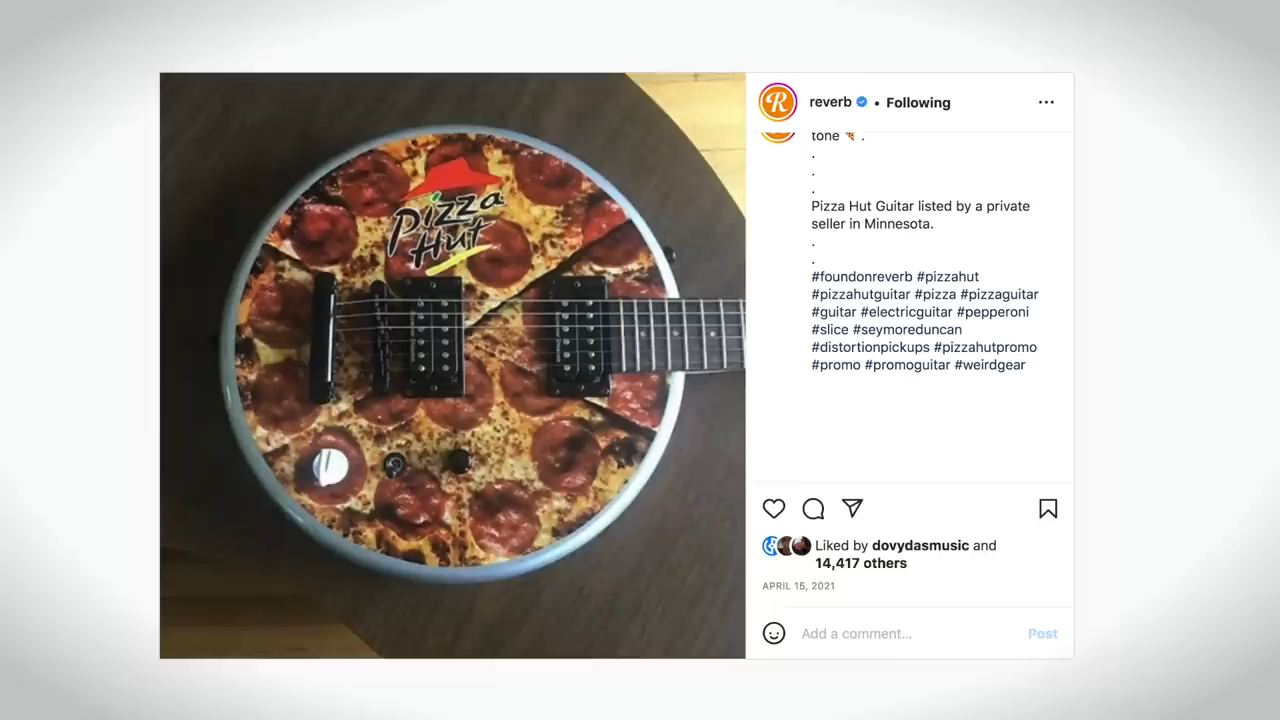 Pizza
Hut
R
reverb • Following
tone 🍕 .
.
.
.
Pizza Hut Guitar listed by a private
seller in Minnesota.
.
.
#foundonreverb #pizzahut
#pizzahutguitar #pizza #pizzaguitar
#guitar #electricguitar #pepperoni
#slice #seymoreduncan
#distortionpickups #pizzahutpromo
#promo #promoguitar #weirdgear
Liked by dovydasmusic and
14,417 others
APRIL 15, 2021
Add a comment... Post